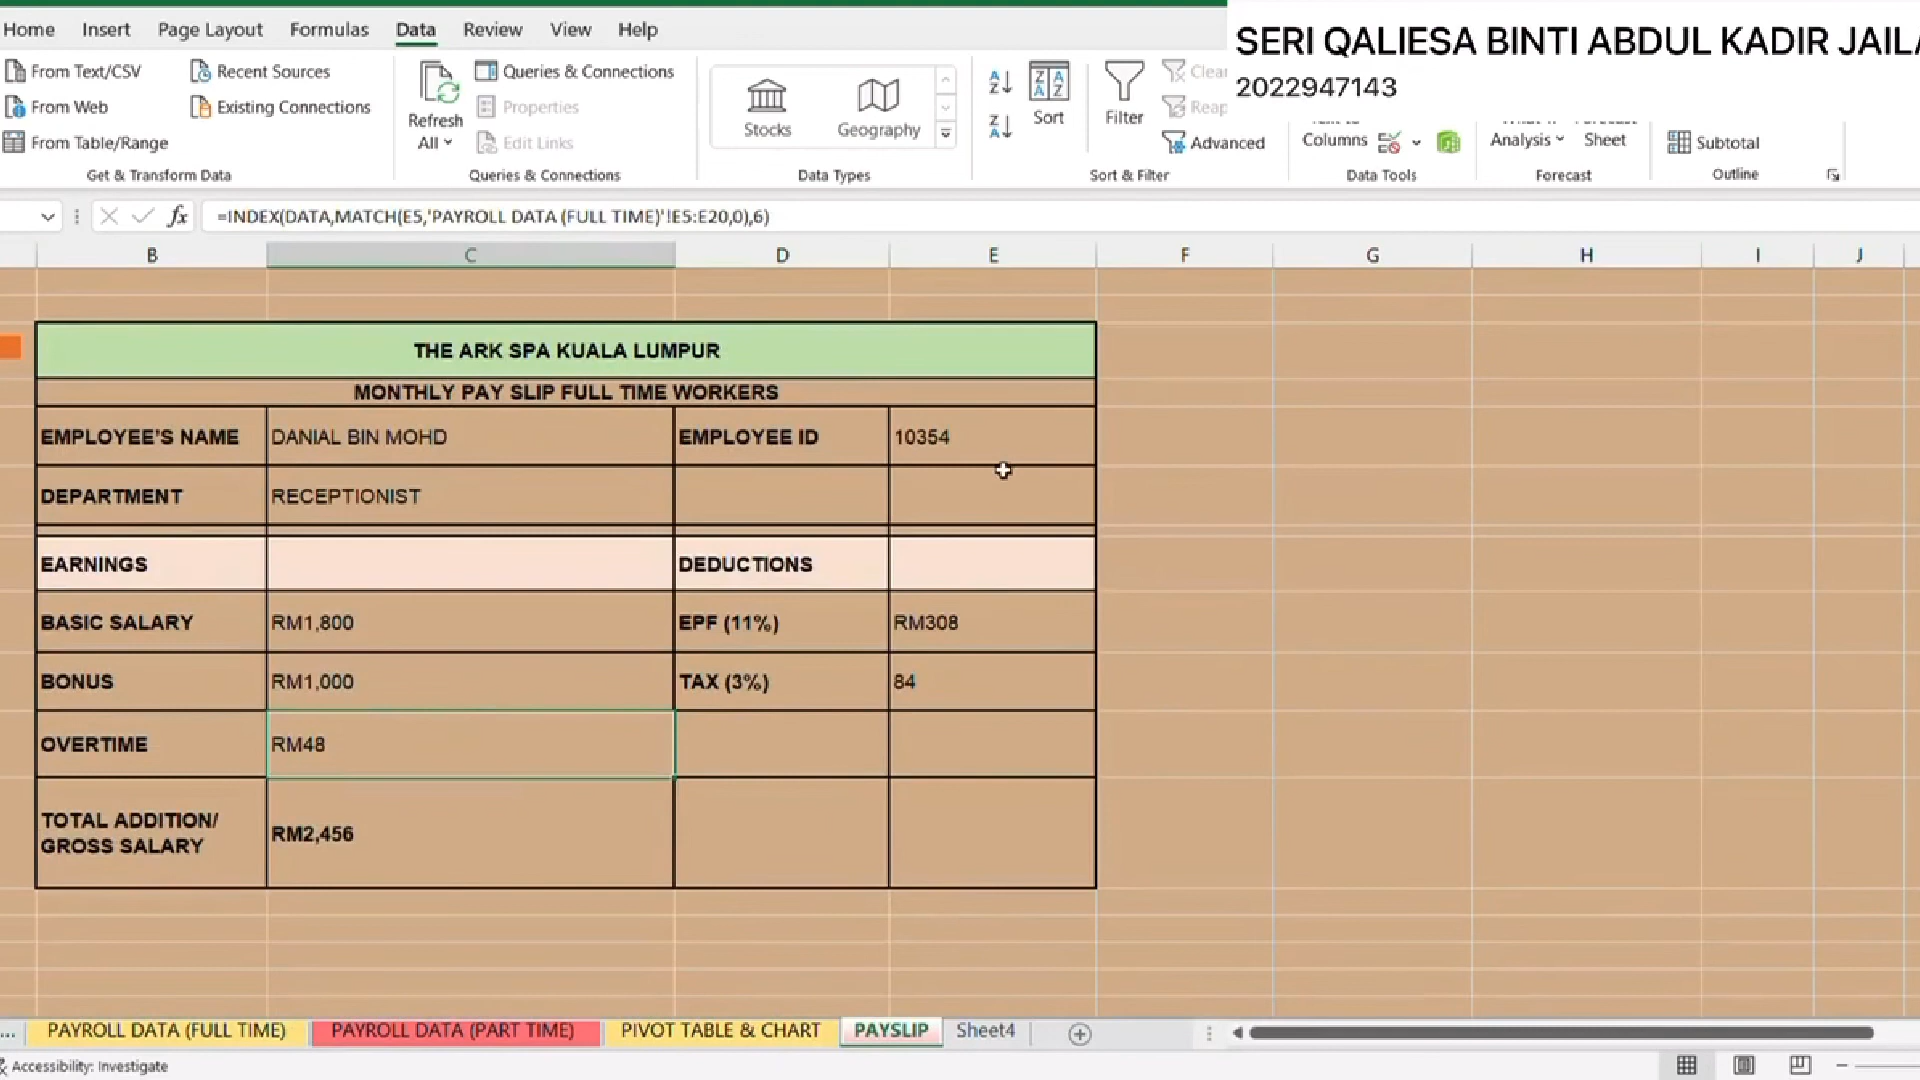 Home Insert Page Layout Formulas Data Review View Help
SERI QALIESA BINTI ABDUL KADIR
2022947143
From Text/CSV Recent Sources Queries & Connections
From Web Existing Connections Properties
From Table/Range Refresh All Edit Links
Stocks Geography Sort Filter Clear
Advanced Columns Analysis Sheet Subtotal
Get & Transform Data Queries & Connections Data Types Sort & Filter Data Tools Forecast Outline
fx =INDEX(DATA,MATCH(E5,'PAYROLL DATA (FULL TIME)'!E5:E20,0),6)
B C D E F G H I J
THE ARK SPA KUALA LUMPUR
MONTHLY PAY SLIP FULL TIME WORKERS
EMPLOYEE'S NAME DANIAL BIN MOHD EMPLOYEE ID 10354
DEPARTMENT RECEPTIONIST
EARNINGS DEDUCTIONS
BASIC SALARY RM1,800 EPF (11%) RM308
BONUS RM1,000 TAX (3%) 84
OVERTIME RM48
TOTAL ADDITION/
GROSS SALARY RM2,456
... PAYROLL DATA (FULL TIME) PAYROLL DATA (PART TIME) PIVOT TABLE & CHART PAYSLIP Sheet4
Accessibility: Investigate